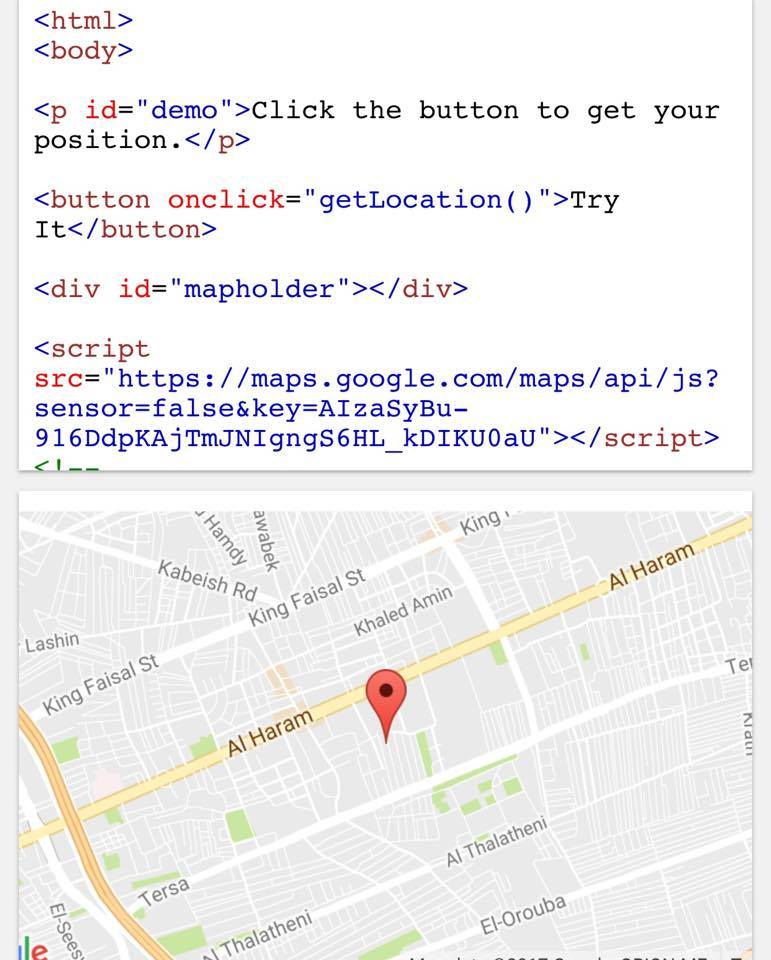 <html>
<body>
<p id="demo">Click the button to get your
position.</p>
<button onclick="getLocation()">Try
It</button>
<div id="mapholder"></div>
<script
src="https://maps.google.com/maps/api/js?
sensor=false&key=AIzaSyBu-
916DdpKAjTmJNIgngS6HL_kDIKU0aU"></script>
<!--
Hamdy
awabek
King F
Kabeish Rd
King Faisal St
Al Haram
Khaled Amin
Lashin
King Faisal St
Ter
Al Haram
Al Thalatheni
Tersa
El-Orouba
Al Thalatheni
El-Sees
le